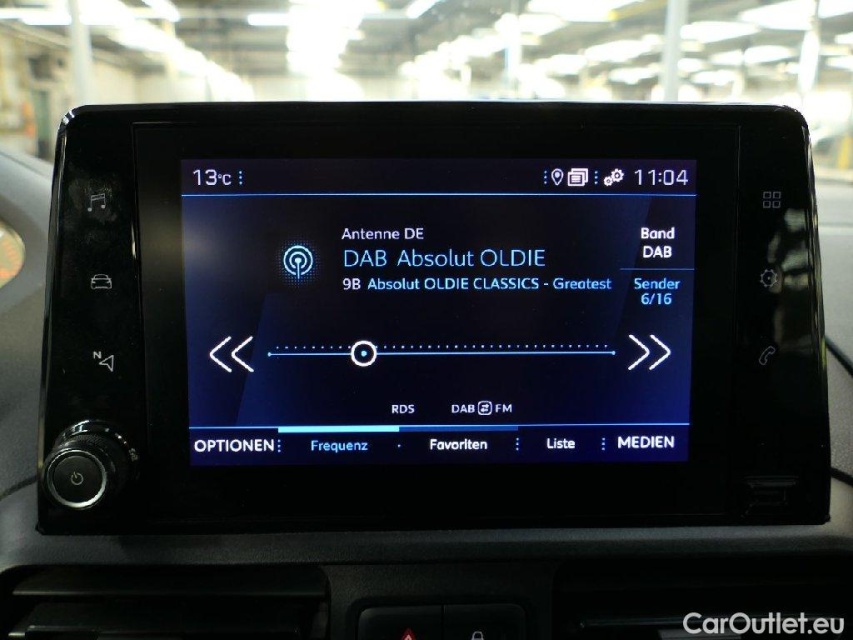 13°C
11:04
Antenne DE
DAB Absolut OLDIE
9B Absolut OLDIE CLASSICS - Greatest
Band
DAB
Sender
6/16
N
RDS
DAB FM
OPTIONEN
Frequenz
Favoriten
Liste
MEDIEN
CarOutlet.eu